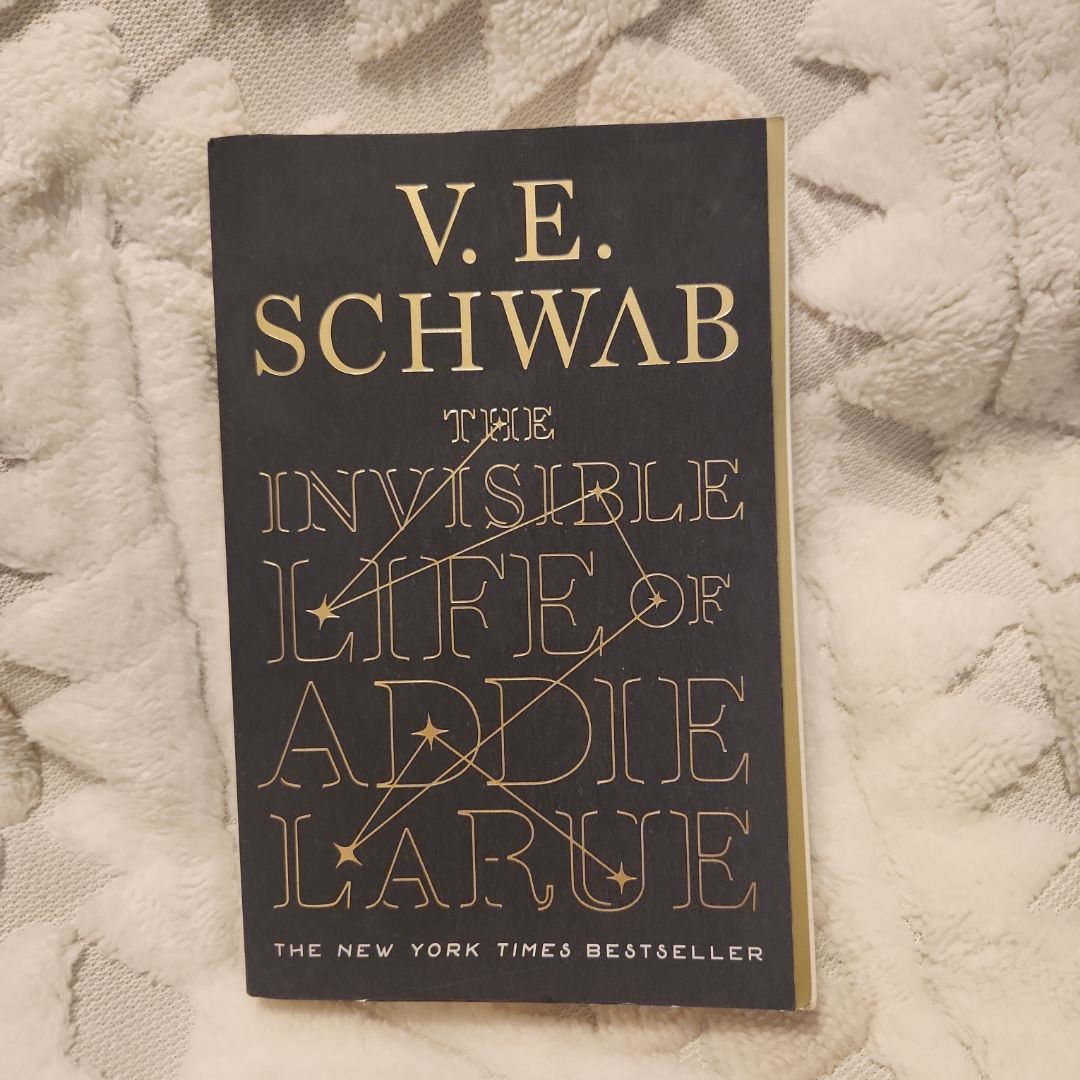 V. E.
SCHWAB
THE
INVISIBLE
LIFE OF
ADDIE
LARUE
THE NEW YORK TIMES BESTSELLER